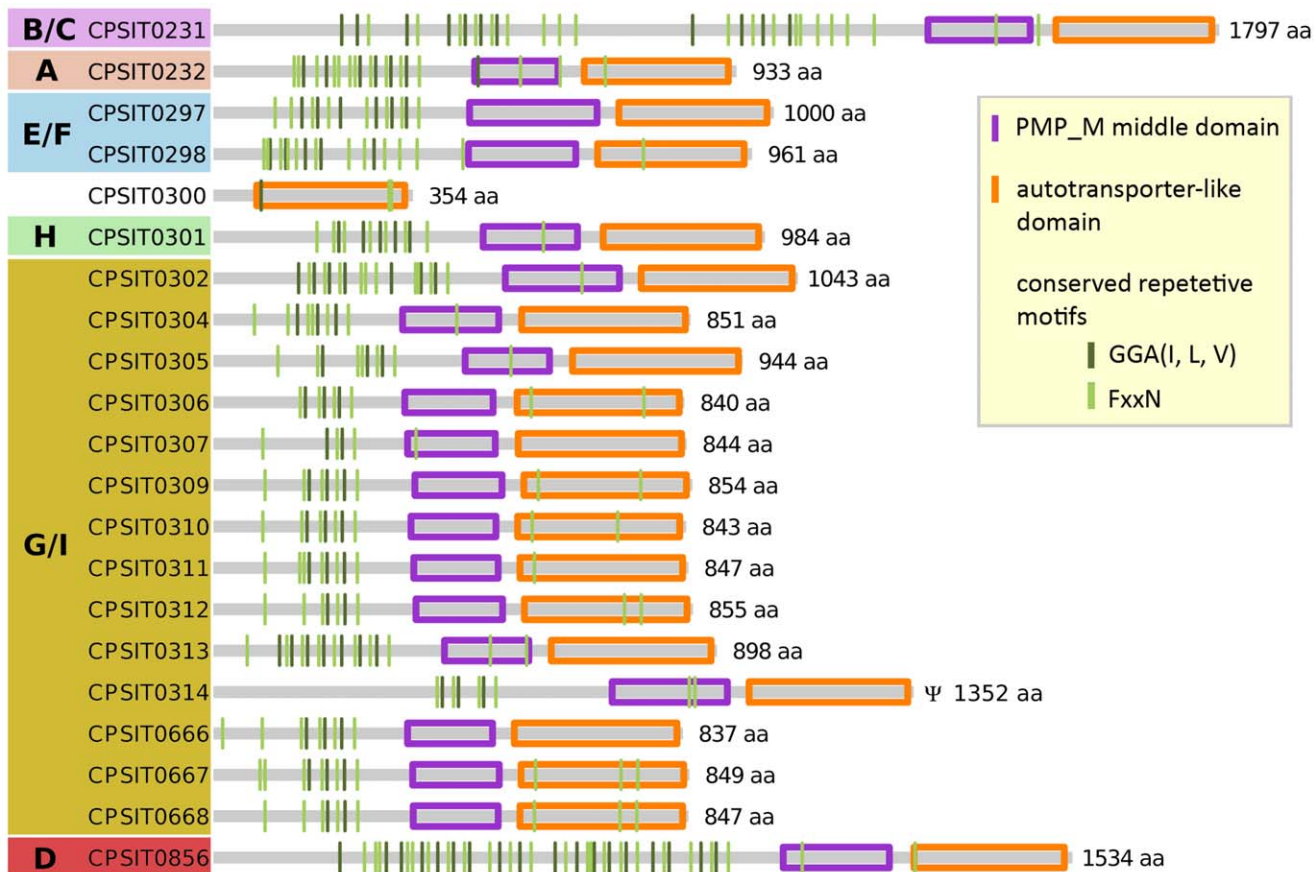 B/C CPSIT0231 1797 aa
A CPSIT0232 933 aa
E/F
CPSIT0297 1000 aa
CPSIT0298 961 aa
CPSIT0300 354 aa
H CPSIT0301 984 aa
G/I
CPSIT0302 1043 aa
CPSIT0304 851 aa
CPSIT0305 944 aa
CPSIT0306 840 aa
CPSIT0307 844 aa
CPSIT0309 854 aa
CPSIT0310 843 aa
CPSIT0311 847 aa
CPSIT0312 855 aa
CPSIT0313 898 aa
CPSIT0314 Ψ 1352 aa
CPSIT0666 837 aa
CPSIT0667 849 aa
CPSIT0668 847 aa
D CPSIT0856 1534 aa
PMP_M middle domain
autotransporter-like
domain
conserved repetetive
motifs
GGA(I, L, V)
FxxN